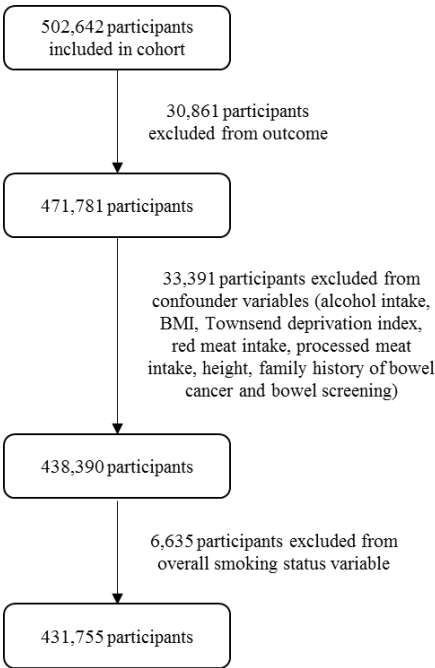 502,642 participants
included in cohort
30,861 participants
excluded from outcome
471,781 participants
33,391 participants excluded from
confounder variables (alcohol intake,
BMI, Townsend deprivation index,
red meat intake, processed meat
intake, height, family history of bowel
cancer and bowel screening)
438,390 participants
6,635 participants excluded from
overall smoking status variable
431,755 participants